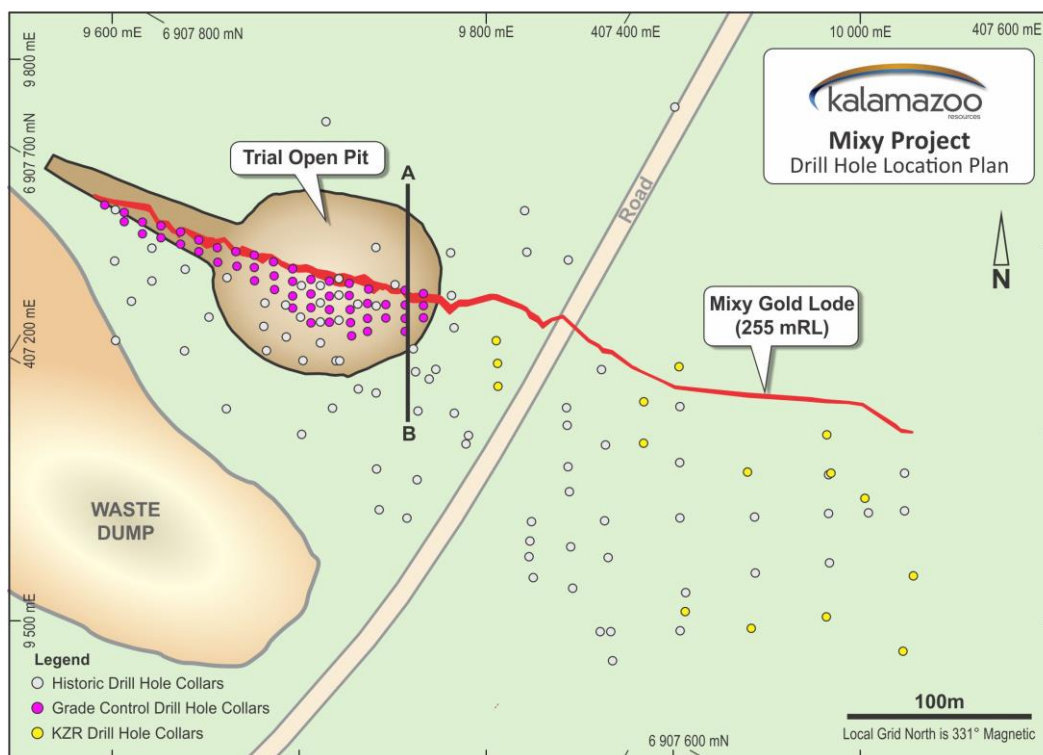 9 600 mE
6 907 800 mN
9 800 mE
407 400 mE
10 000 mE
407 600 mE
9 800 mE
6 907 700 mN
407 200 mE
9 500 mE
kalamazoo
resources
Mixy Project
Drill Hole Location Plan
Trial Open Pit
A
B
Road
N
Mixy Gold Lode
(255 mRL)
WASTE
DUMP
Legend
Historic Drill Hole Collars
Grade Control Drill Hole Collars
KZR Drill Hole Collars
100m
Local Grid North is 331° Magnetic
6 907 600 mN